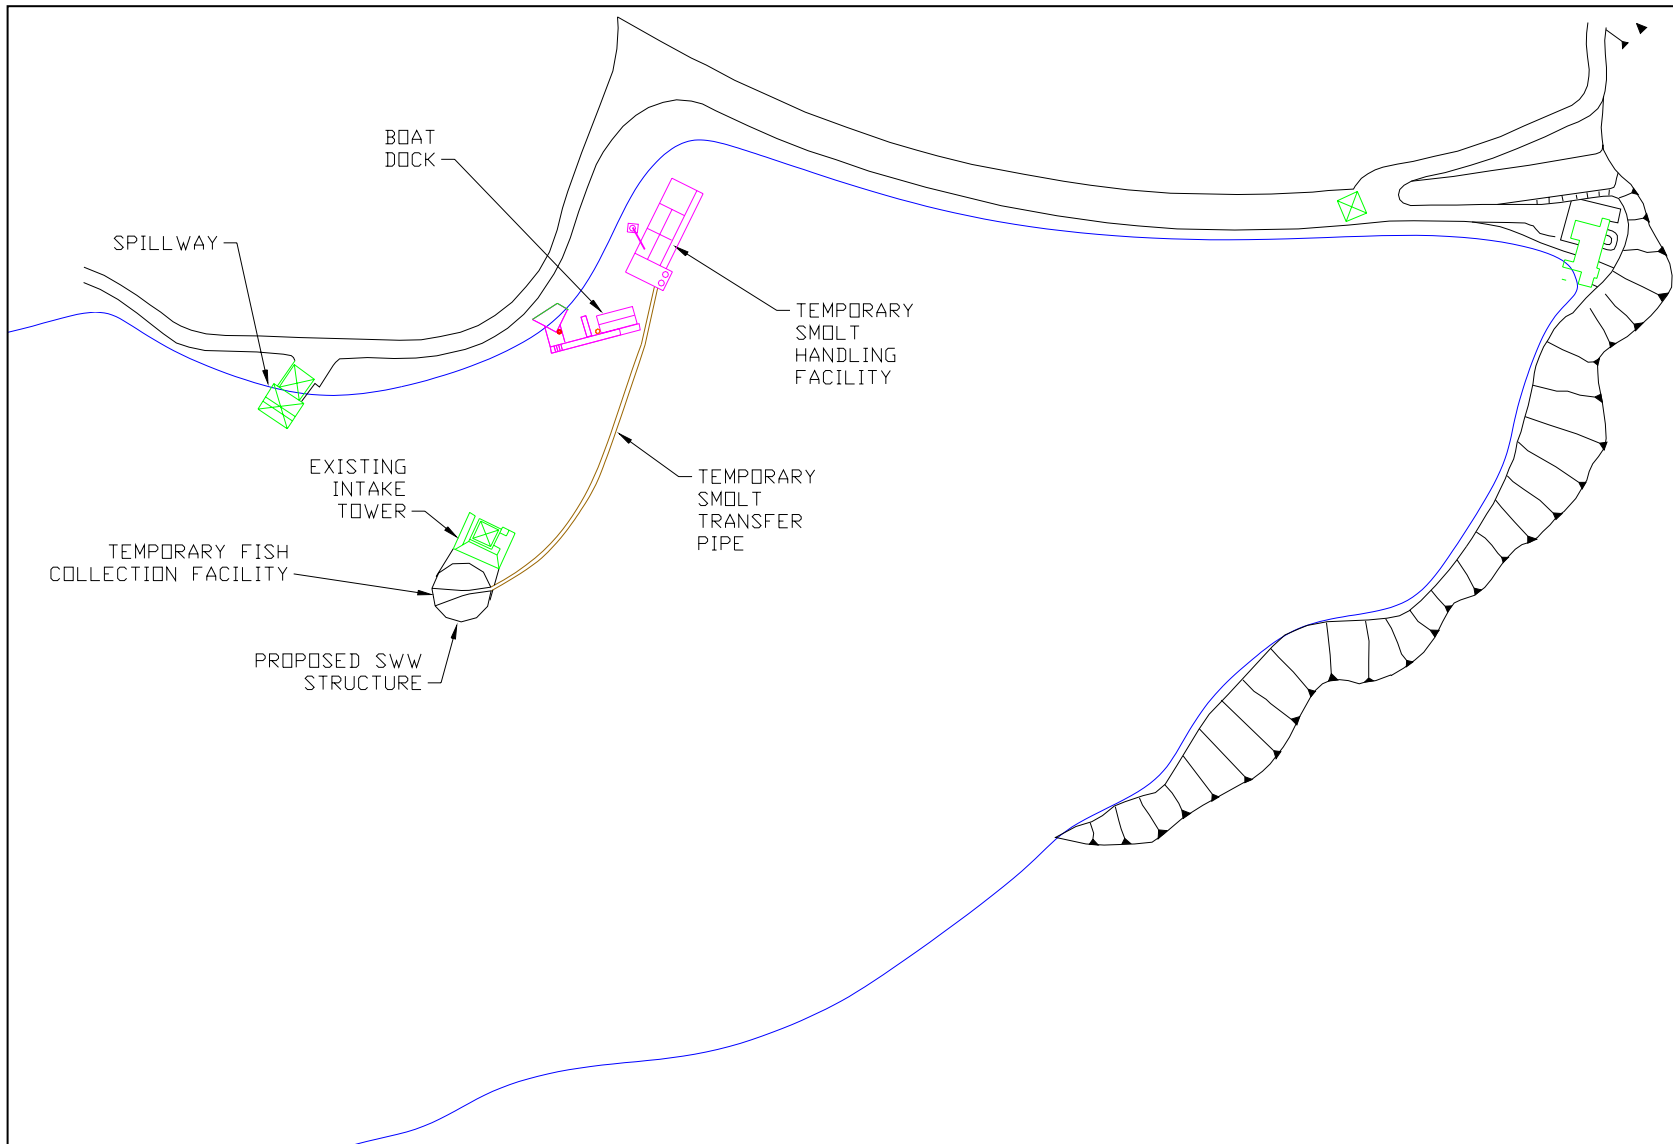 BOAT
DOCK
SPILLWAY
TEMPORARY
SMOLT
HANDLING
FACILITY
EXISTING
INTAKE
TOWER
TEMPORARY
SMOLT
TRANSFER
PIPE
TEMPORARY FISH
COLLECTION FACILITY
PROPOSED SWW
STRUCTURE